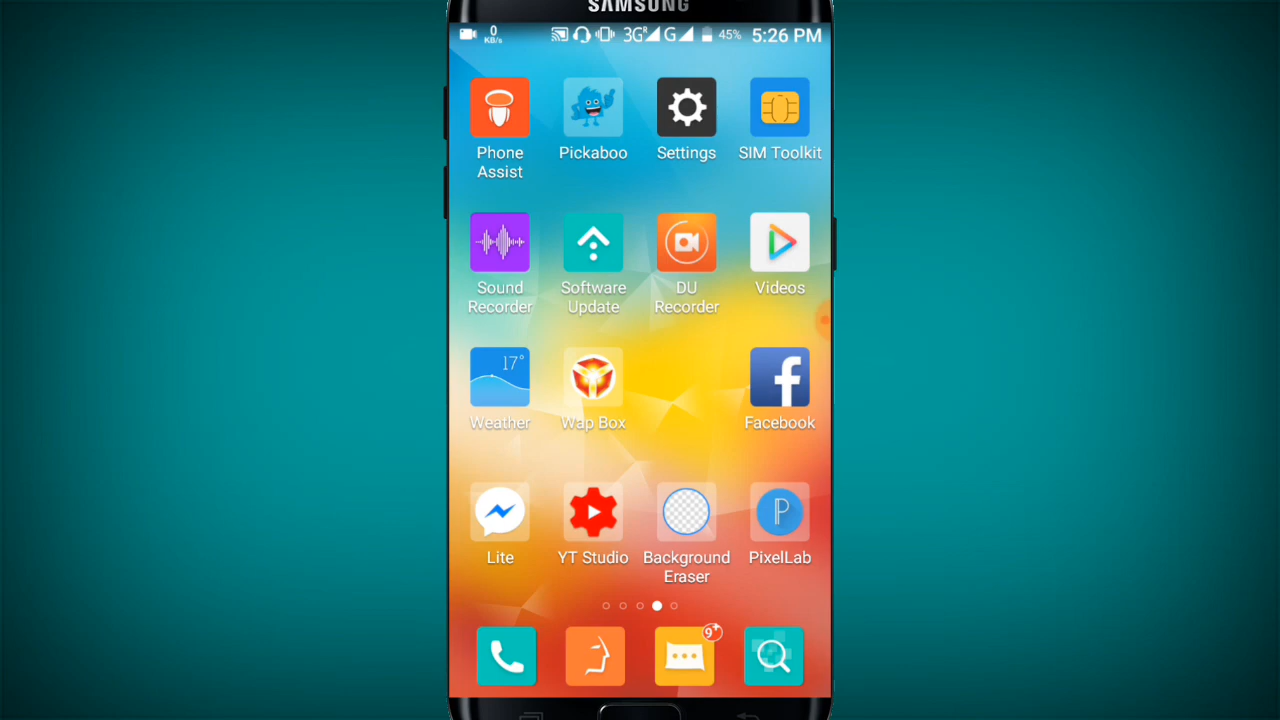 SAMSUNG
0
KB/s
3G R G 45% 5:26 PM
Phone Assist
Pickaboo
Settings
SIM Toolkit
17°
Sound Recorder
Software Update
DU Recorder
Videos
Weather
Wap Box
Facebook
Lite
YT Studio
Background Eraser
PixelLab
9+